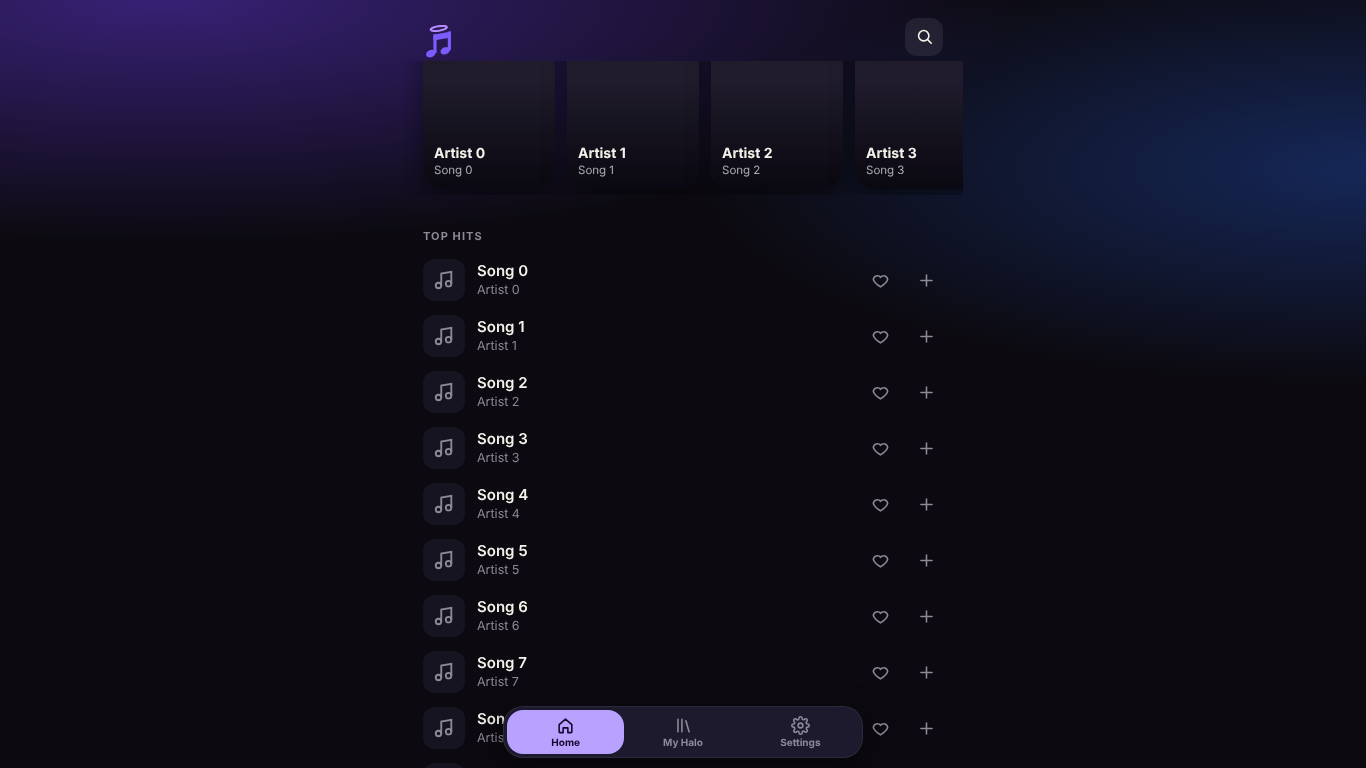 Artist 0
Song 0
Artist 1
Song 1
Artist 2
Song 2
Artist 3
Song 3
TOP HITS
Song 0
Artist 0
Song 1
Artist 1
Song 2
Artist 2
Song 3
Artist 3
Song 4
Artist 4
Song 5
Artist 5
Song 6
Artist 6
Song 7
Artist 7
Son
Artis
Home
My Halo
Settings